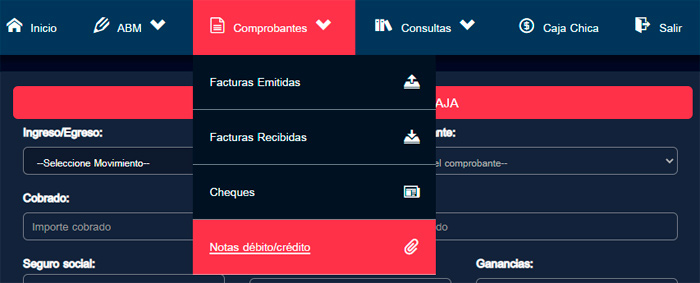 Inicio
ABM
Comprobantes
Consultas
Caja Chica
Salir
Facturas Emitidas
AJA
Ingreso/Egreso:
ante:
Facturas Recibidas
--Seleccione Movimiento--
el comprobante--
Cheques
Cobrado:
Importe cobrado
do
Notas débito/crédito
Seguro social:
Ganancias: